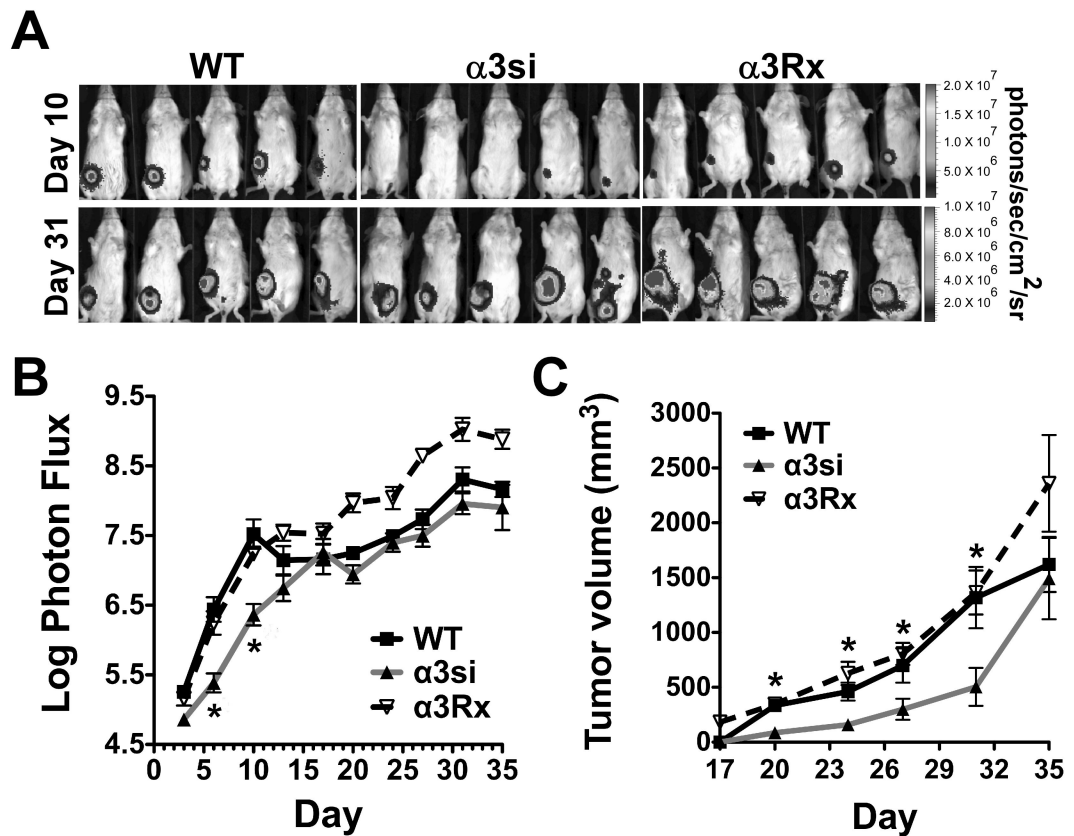 A
WT α3si α3Rx
Day 10
2.0 X 10 7
1.5 X 10 7
1.0 X 10 7
5.0 X 10 6
Day 31
1.0 X 10 7
8.0 X 10 6
6.0 X 10 6
4.0 X 10 6
2.0 X 10 6
photons/sec/cm2/sr
B
Log Photon Flux
9.5
8.5
7.5
6.5
5.5
4.5
*
*
WT
α3si
α3Rx
0 5 10 15 20 25 30 35
Day
C
Tumor volume (mm3)
3000
2500
2000
1500
1000
500
0
WT
α3si
α3Rx
* * * *
17 20 23 26 29 32 35
Day